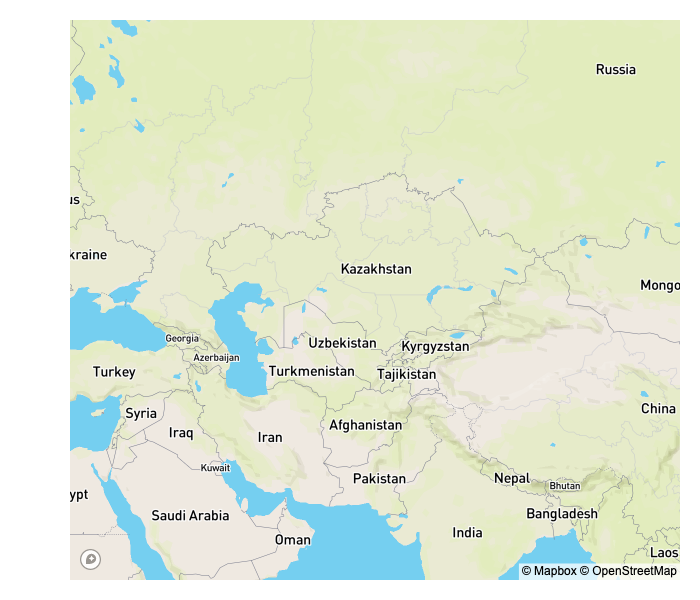 Russia
us
kraine
Kazakhstan
Mongo
Georgia
Uzbekistan
Kyrgyzstan
Azerbaijan
Turkey
Turkmenistan
Tajikistan
Syria
China
Iraq
Afghanistan
Iran
Kuwait
Pakistan
Nepal
Bhutan
ypt
Saudi Arabia
Bangladesh
Oman
India
Laos
© Mapbox © OpenStreetMap